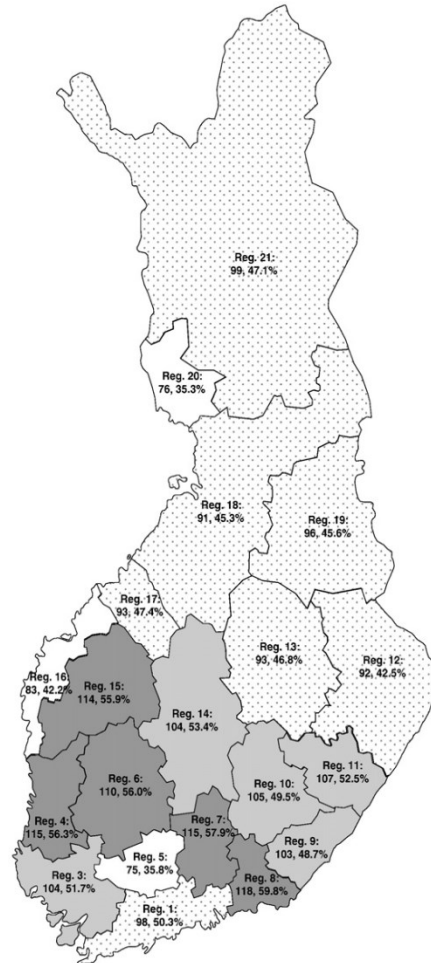 Reg. 21:
99, 47.1%
Reg. 20:
76, 35.3%
Reg. 18:
91, 45.3%
Reg. 19:
96, 45.6%
Reg. 17:
93, 47.4%
Reg. 13:
93, 46.8%
Reg. 12:
92, 42.5%
Reg. 16:
83, 42.2%
Reg. 15:
114, 55.9%
Reg. 14:
104, 53.4%
Reg. 11:
107, 52.5%
Reg. 6:
110, 56.0%
Reg. 10:
105, 49.5%
Reg. 4:
115, 56.3%
Reg. 7:
115, 57.9%
Reg. 9:
103, 48.7%
Reg. 5:
75, 35.8%
Reg. 3:
104, 51.7%
Reg. 8:
118, 59.8%
Reg. 1:
98, 50.3%